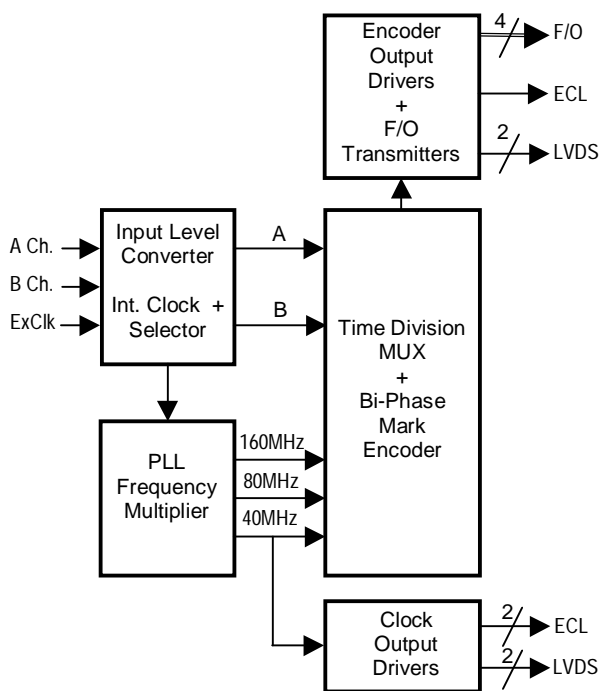 Encoder
Output
Drivers
+
F/O
Transmitters
4
F/O
ECL
2
LVDS
A Ch.
B Ch.
ExClk
Input Level
Converter
Int. Clock +
Selector
A
B
Time Division
MUX
+
Bi-Phase
Mark
Encoder
PLL
Frequency
Multiplier
160MHz
80MHz
40MHz
Clock
Output
Drivers
2
ECL
2
LVDS